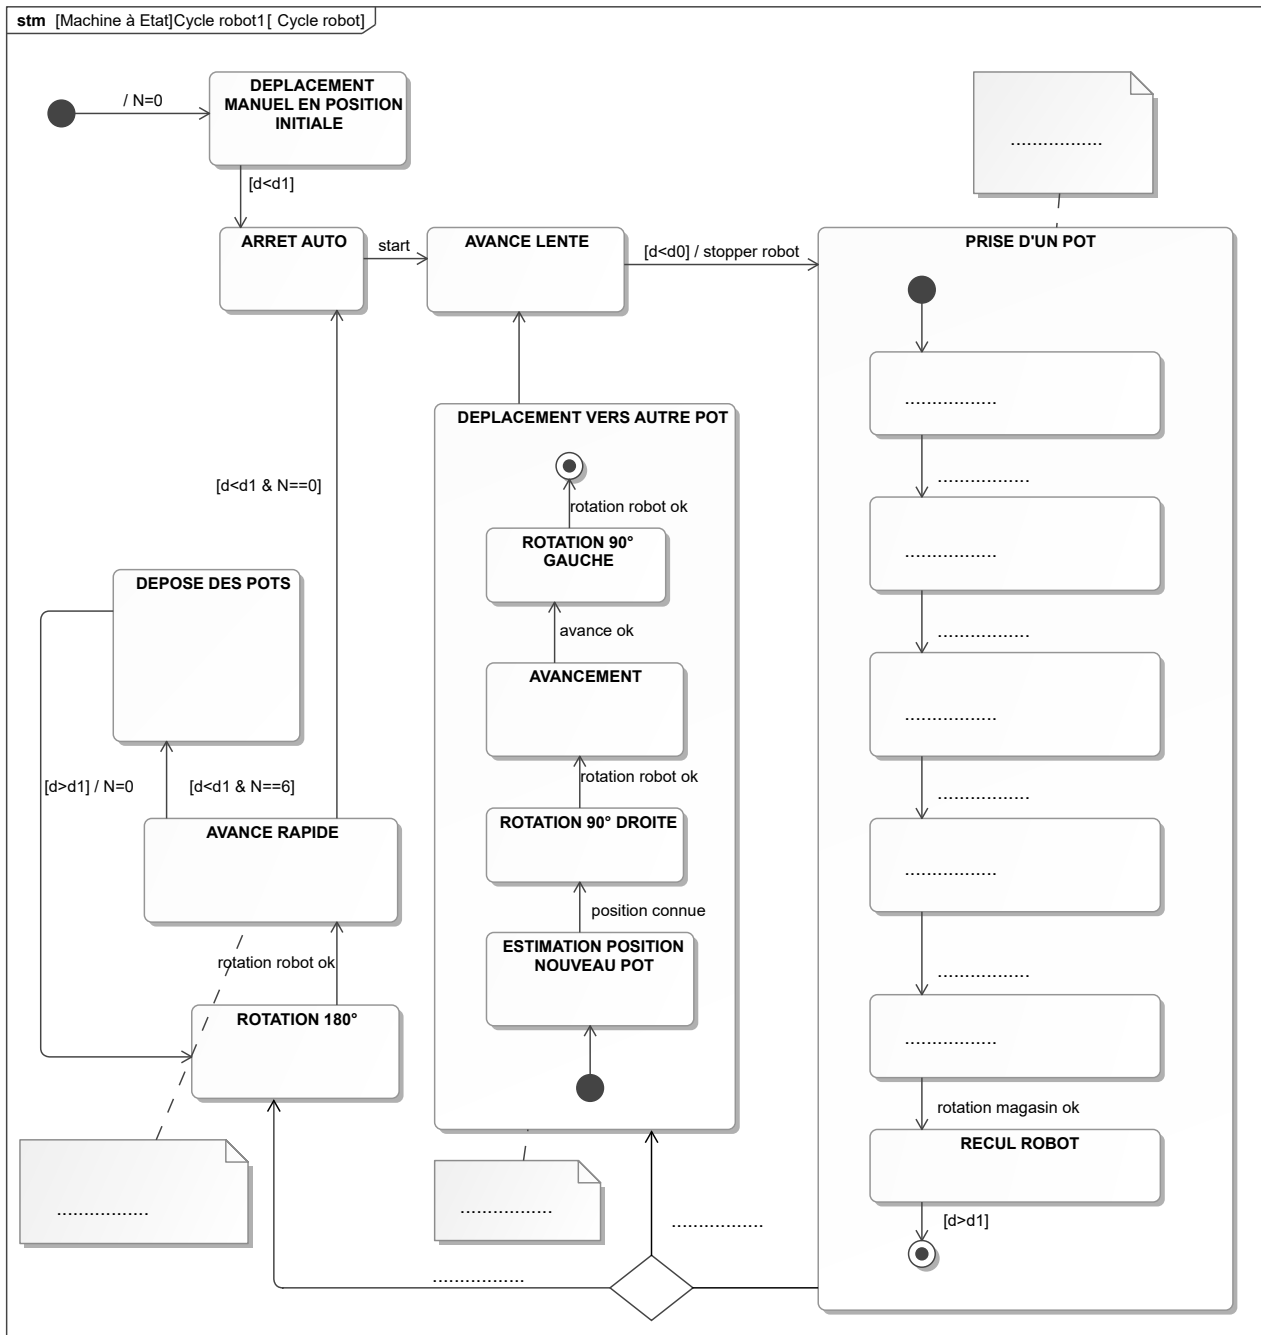 stm [Machine à Etat]Cycle robot1[ Cycle robot]
/ N=0
DEPLACEMENT
MANUEL EN POSITION
INITIALE
.................
[d<d1]
ARRET AUTO
start
AVANCE LENTE
[d<d0] / stopper robot
PRISE D'UN POT
.................
.................
.................
.................
.................
.................
.................
.................
.................
rotation magasin ok
RECUL ROBOT
[d>d1]
DEPLACEMENT VERS AUTRE POT
rotation robot ok
ROTATION 90°
GAUCHE
avance ok
AVANCEMENT
rotation robot ok
ROTATION 90° DROITE
position connue
ESTIMATION POSITION
NOUVEAU POT
[d<d1 & N==0]
DEPOSE DES POTS
[d>d1] / N=0
[d<d1 & N==6]
AVANCE RAPIDE
rotation robot ok
ROTATION 180°
.................
.................
.................
.................